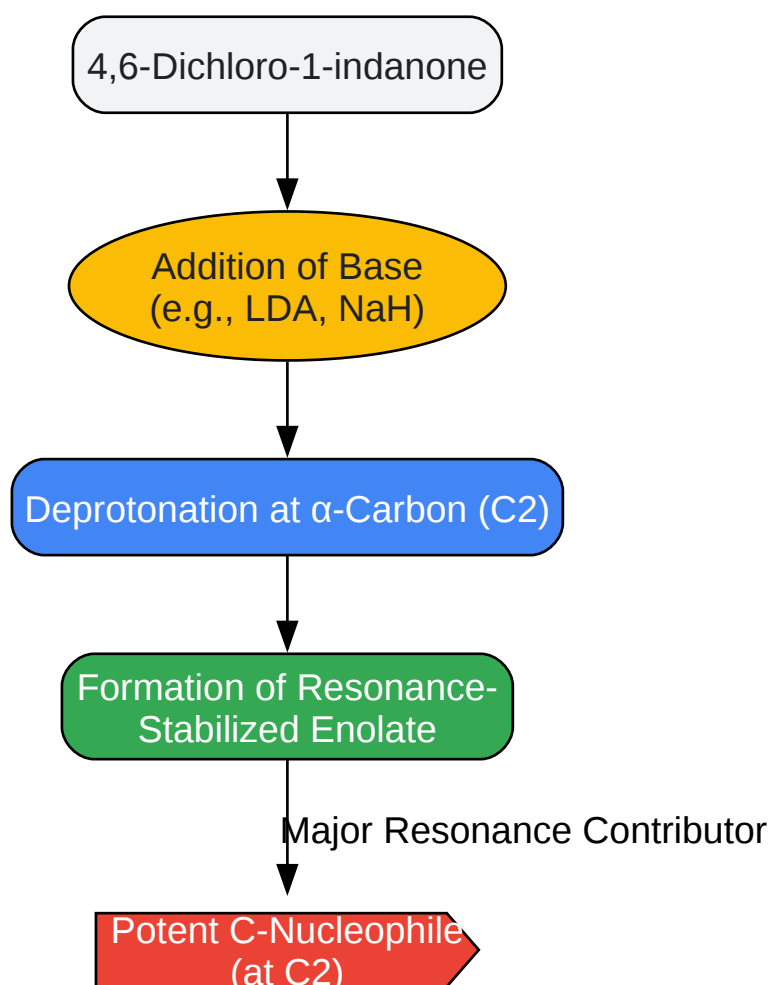 4,6-Dichloro-1-indanone
Addition of Base
(e.g., LDA, NaH)
Deprotonation at α-Carbon (C2)
Formation of Resonance-
Stabilized Enolate
Major Resonance Contributor
Potent C-Nucleophile
(at C2)